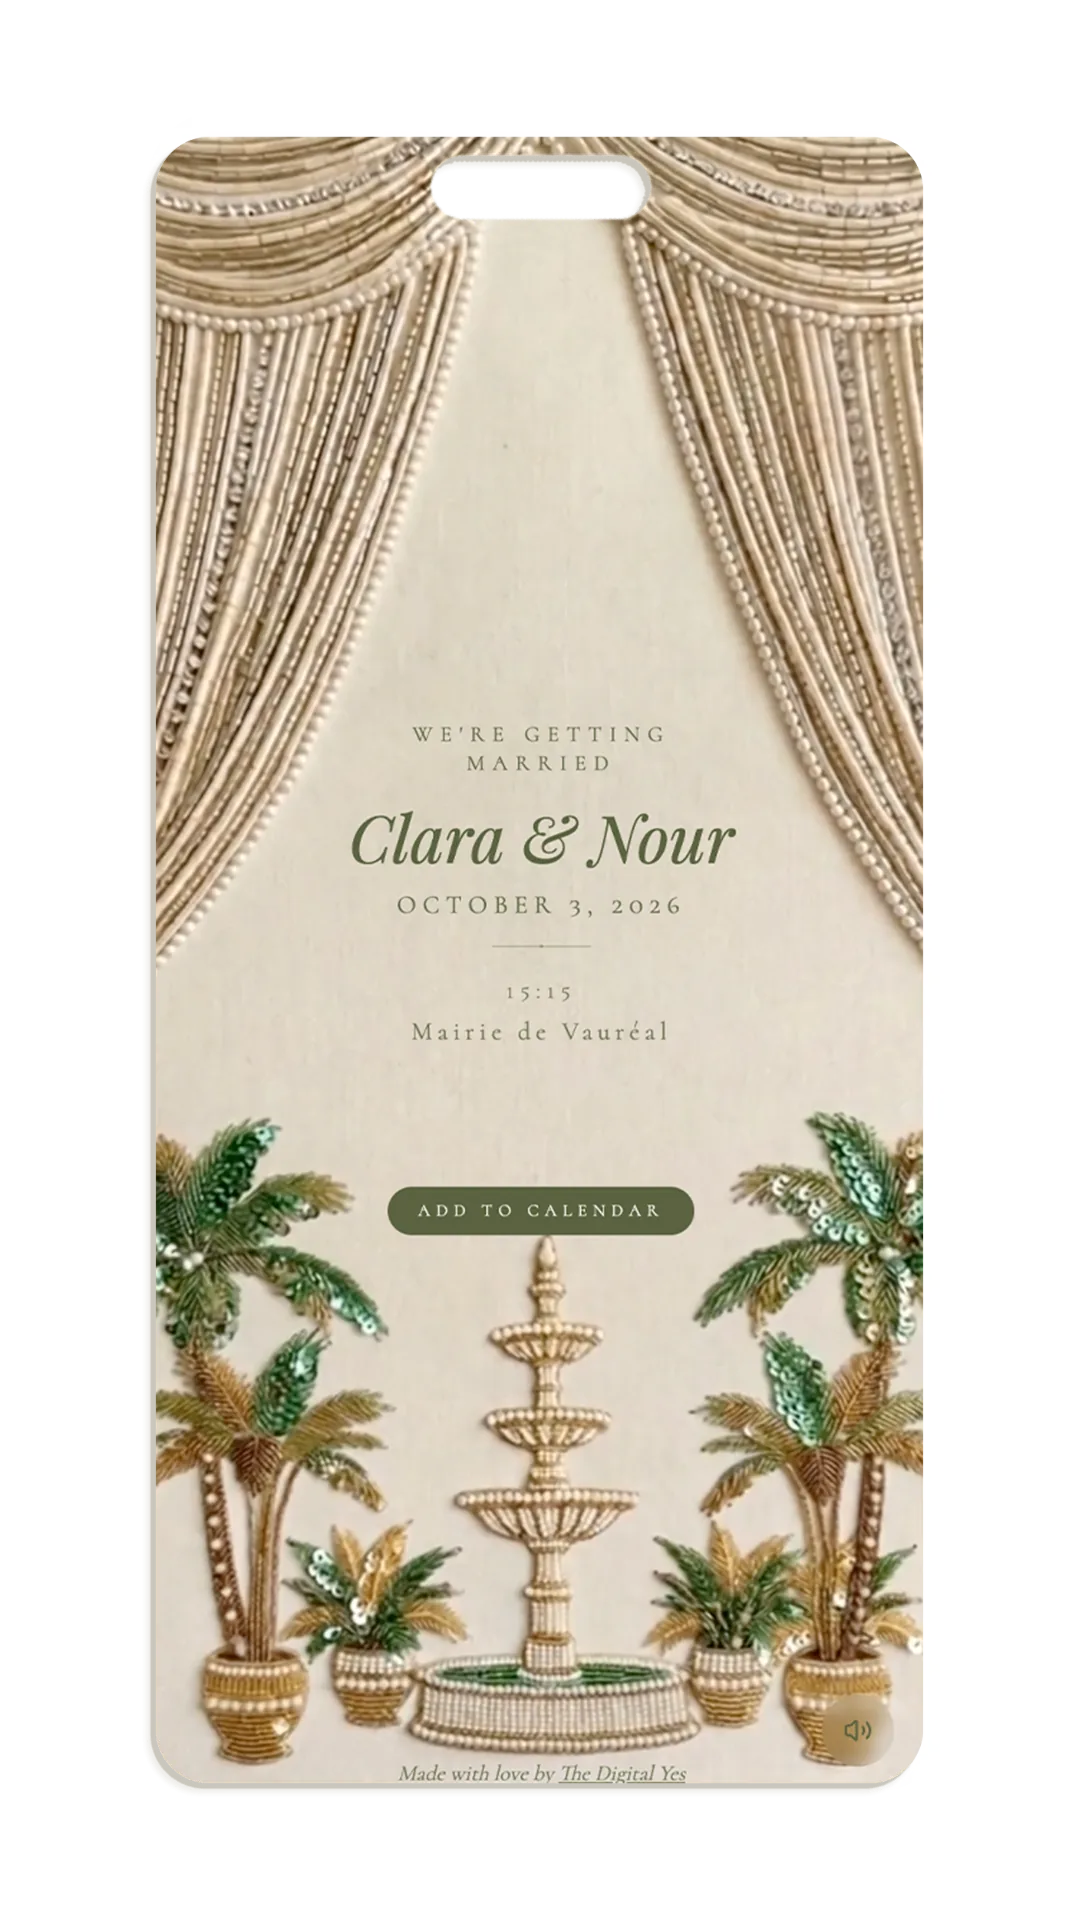 WE'RE GETTING
MARRIED
Clara & Nour
OCTOBER 3, 2026
15:15
Mairie de Vauréal
ADD TO CALENDAR
Made with love by The Digital Yes